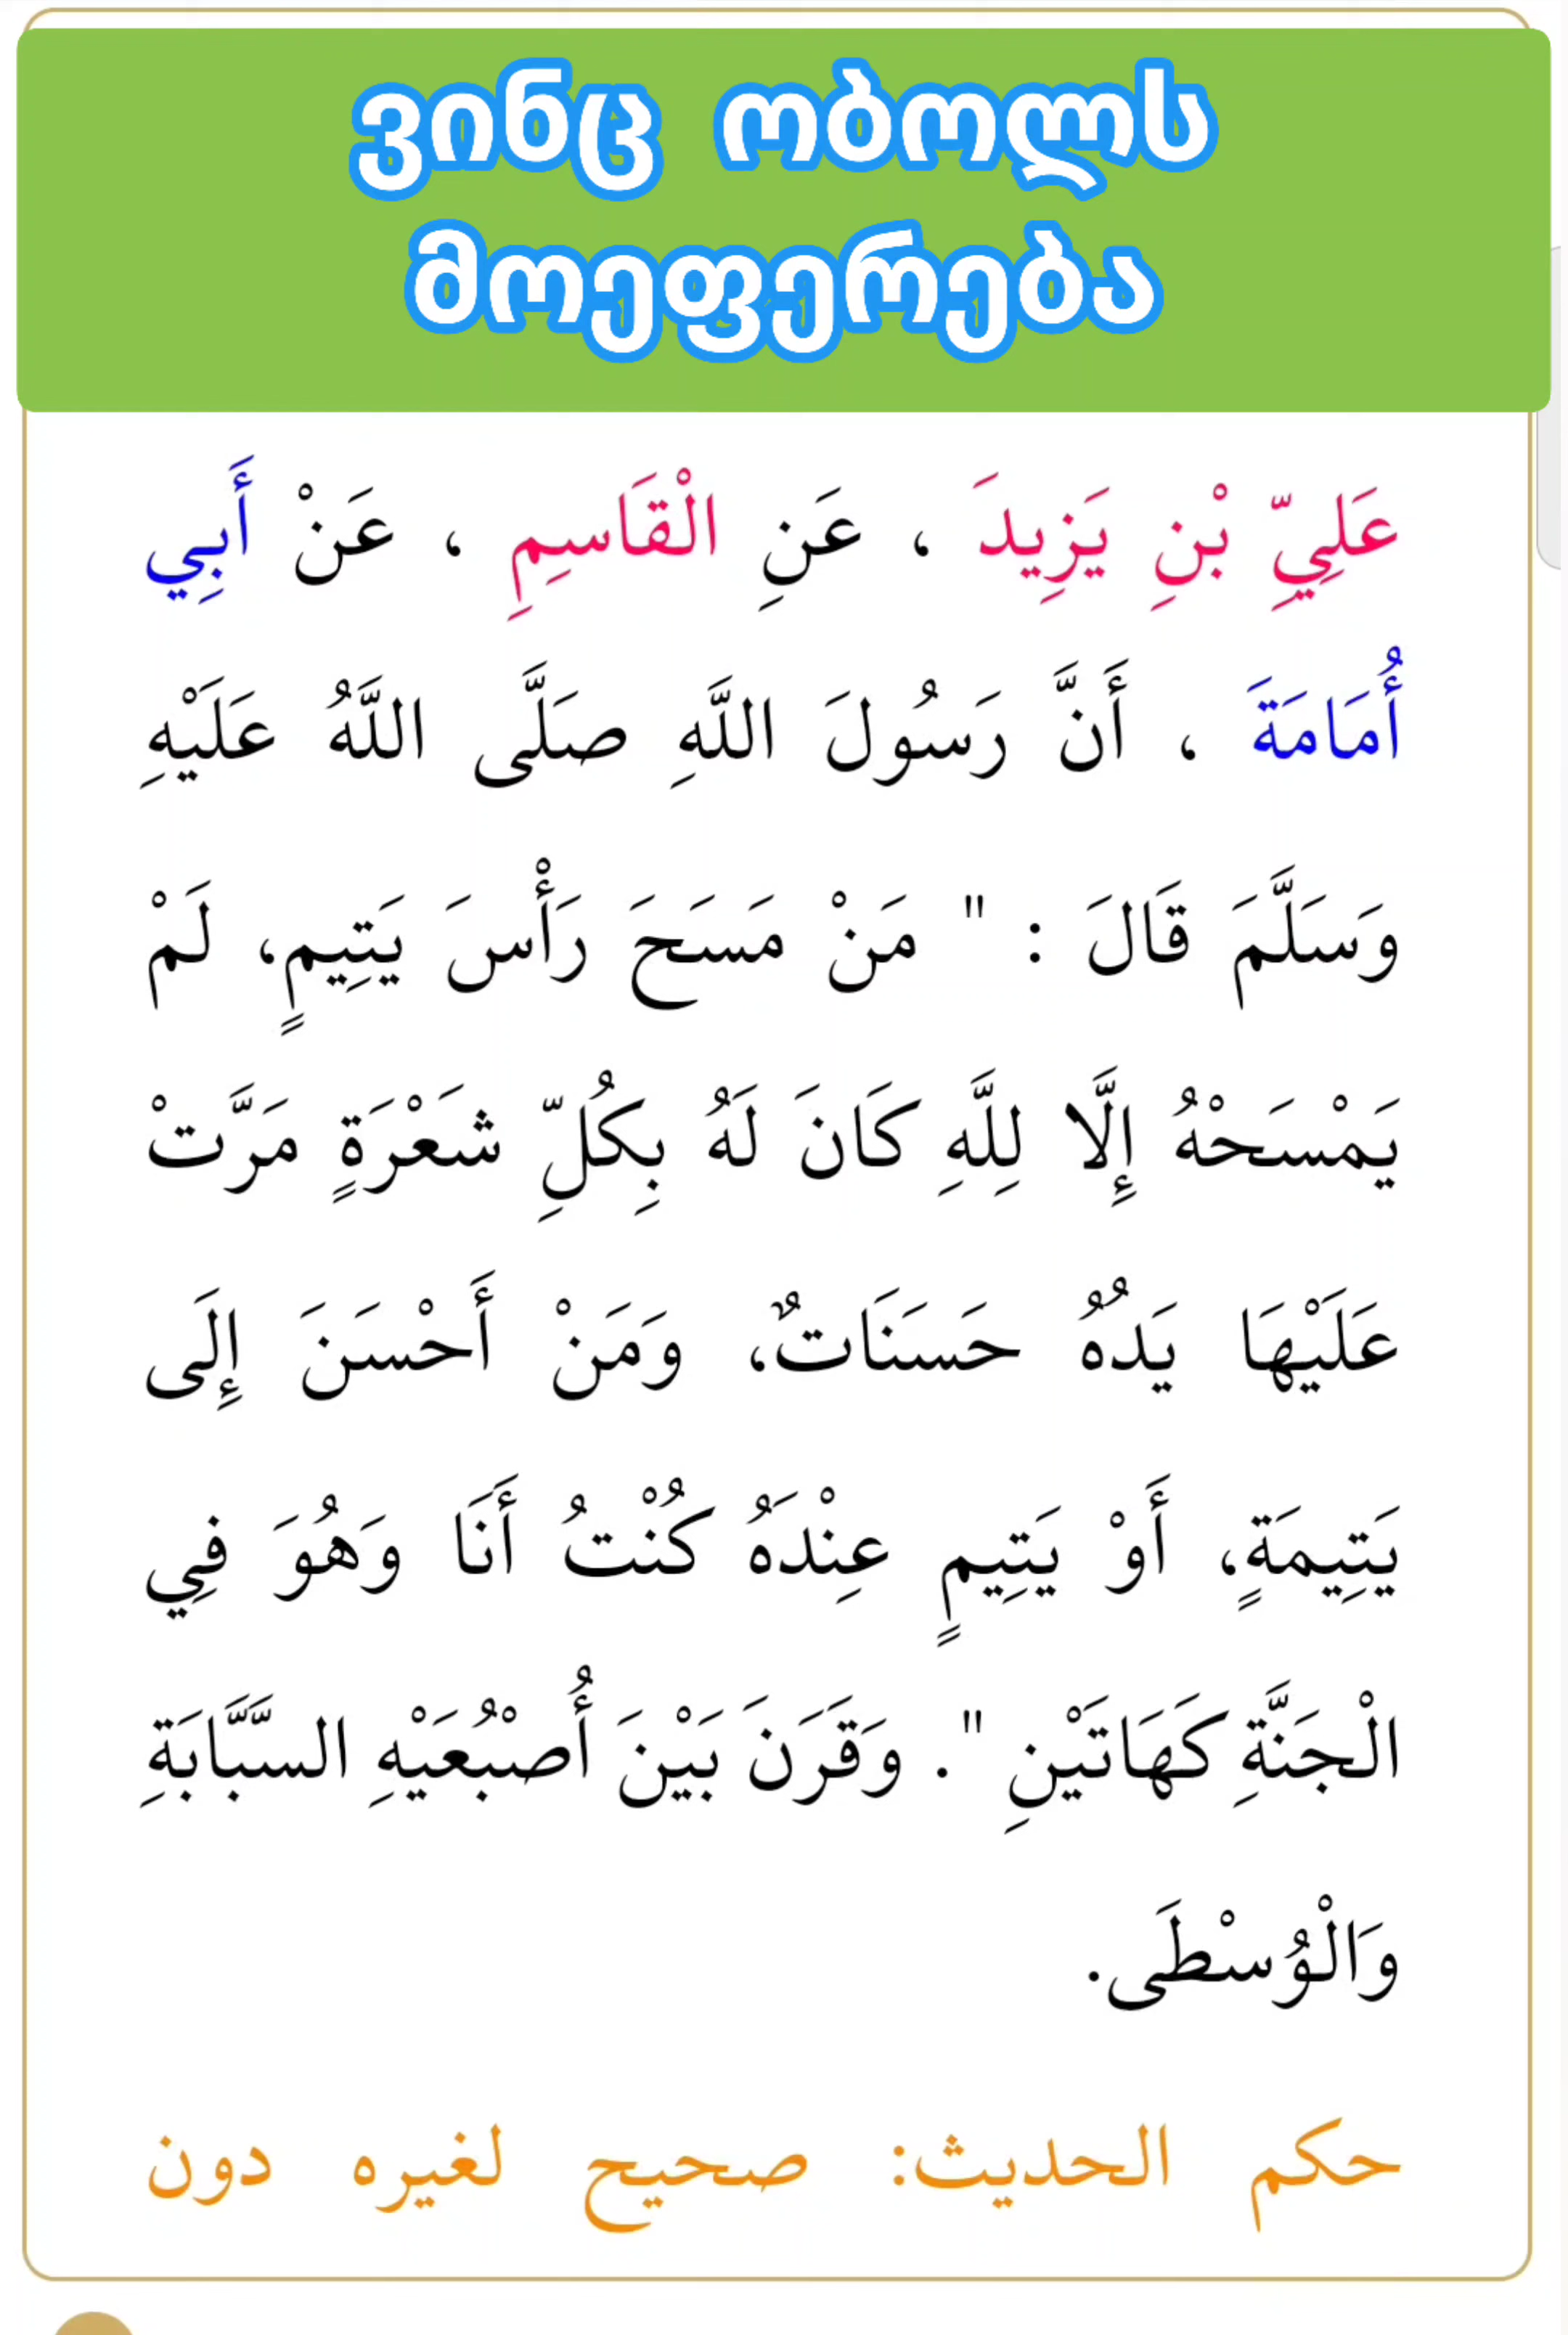 ვინც ობოლს
მოეფერება
عَلِيِّ بْنِ يَزِيدَ ، عَنِ الْقَاسِمِ ، عَنْ أَبِي
أُمَامَةَ ، أَنَّ رَسُولَ اللَّهِ صَلَّى اللَّهُ عَلَيْهِ
وَسَلَّمَ قَالَ : " مَنْ مَسَحَ رَأْسَ يَتِيمٍ، لَمْ
يَمْسَحْهُ إِلَّا لِلَّهِ كَانَ لَهُ بِكُلِّ شَعْرَةٍ مَرَّتْ
عَلَيْهَا يَدُهُ حَسَنَاتٌ، وَمَنْ أَحْسَنَ إِلَى
يَتِيمَةٍ، أَوْ يَتِيمٍ عِنْدَهُ كُنْتُ أَنَا وَهُوَ فِي
الْجَنَّةِ كَهَاتَيْنِ " . وَقَرَنَ بَيْنَ أُصْبُعَيْهِ السَّبَّابَةِ
وَالْوُسْطَى.
حكم الحديث: صحيح لغيره دون